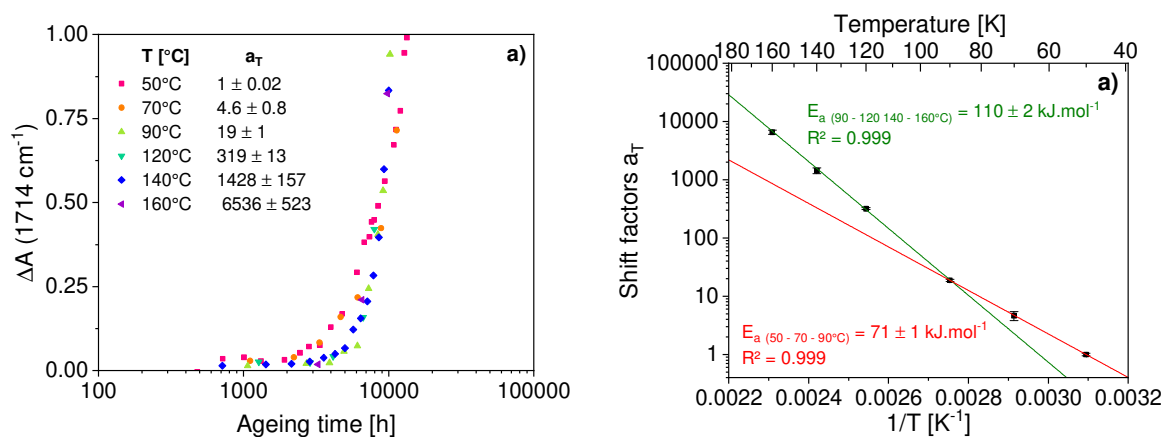 1.00
0.75
0.50
0.25
0.00
ΔA (1714 cm⁻¹)
a)
T [°C] a_T
50°C 1 ± 0.02
70°C 4.6 ± 0.8
90°C 19 ± 1
120°C 319 ± 13
140°C 1428 ± 157
160°C 6536 ± 523
100 1000 10000 100000
Ageing time [h]
Temperature [K]
180 160 140 120 100 80 60 40
100000
10000
1000
100
10
1
Shift factors a_T
a)
E_a (90 - 120 140 - 160°C) = 110 ± 2 kJ.mol⁻¹
R² = 0.999
E_a (50 - 70 - 90°C) = 71 ± 1 kJ.mol⁻¹
R² = 0.999
0.0022 0.0024 0.0026 0.0028 0.0030 0.0032
1/T [K⁻¹]